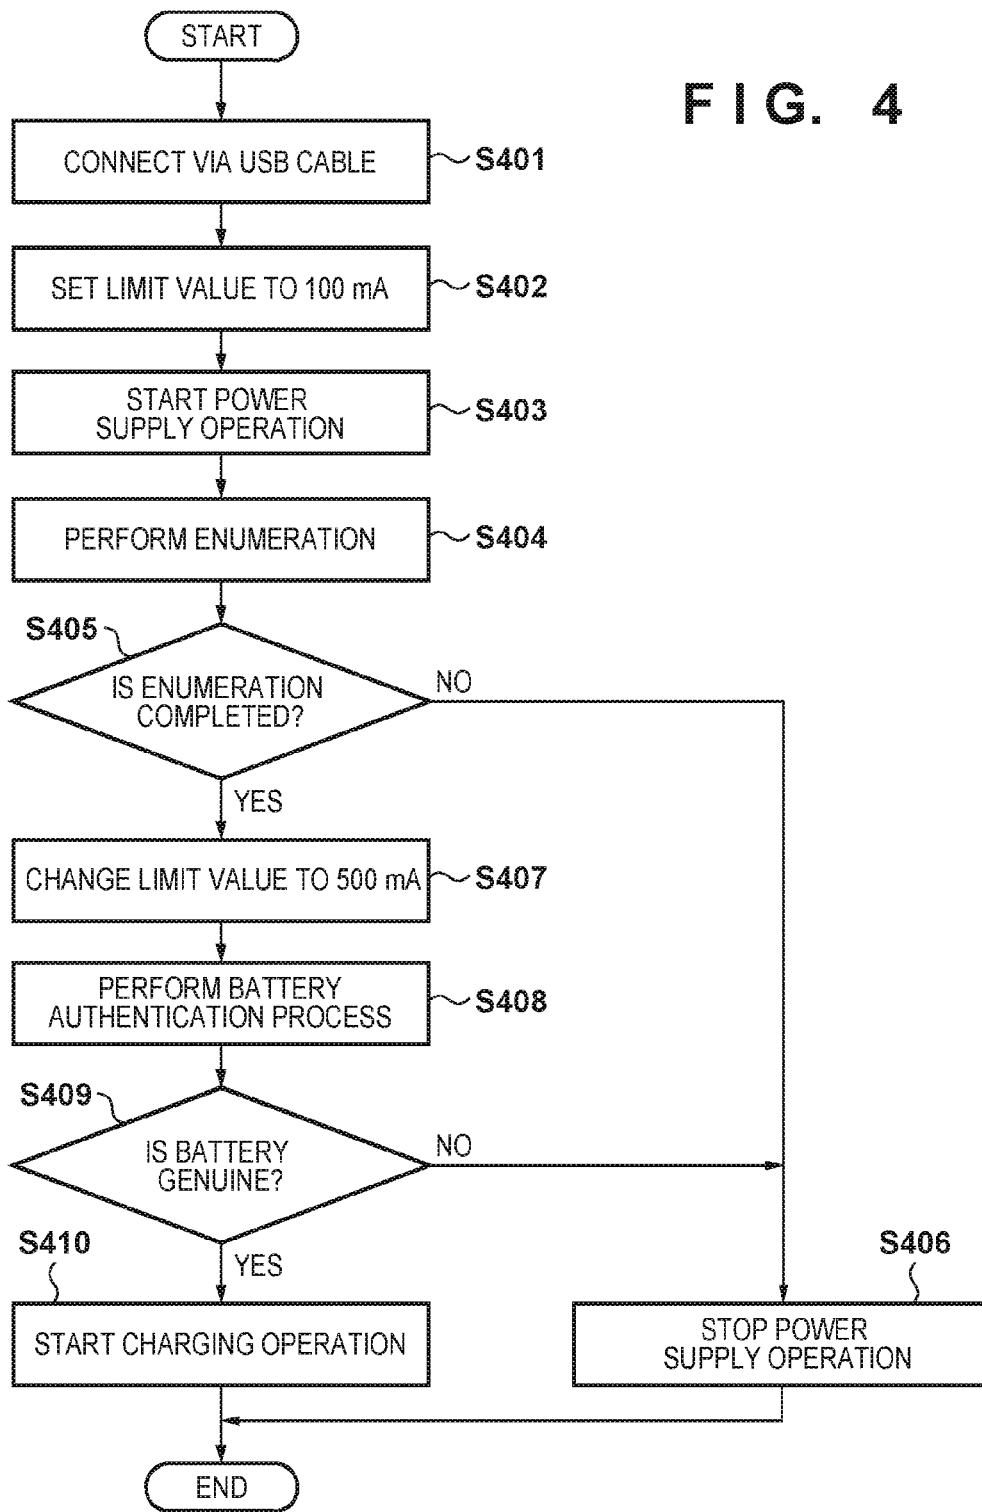 START
FIG. 4
CONNECT VIA USB CABLE
S401
SET LIMIT VALUE TO 100 mA
S402
START POWER
SUPPLY OPERATION
S403
PERFORM ENUMERATION
S404
S405
IS ENUMERATION
COMPLETED?
NO
YES
CHANGE LIMIT VALUE TO 500 mA
S407
PERFORM BATTERY
AUTHENTICATION PROCESS
S408
S409
IS BATTERY
GENUINE?
NO
YES
S410
START CHARGING OPERATION
S406
STOP POWER
SUPPLY OPERATION
END